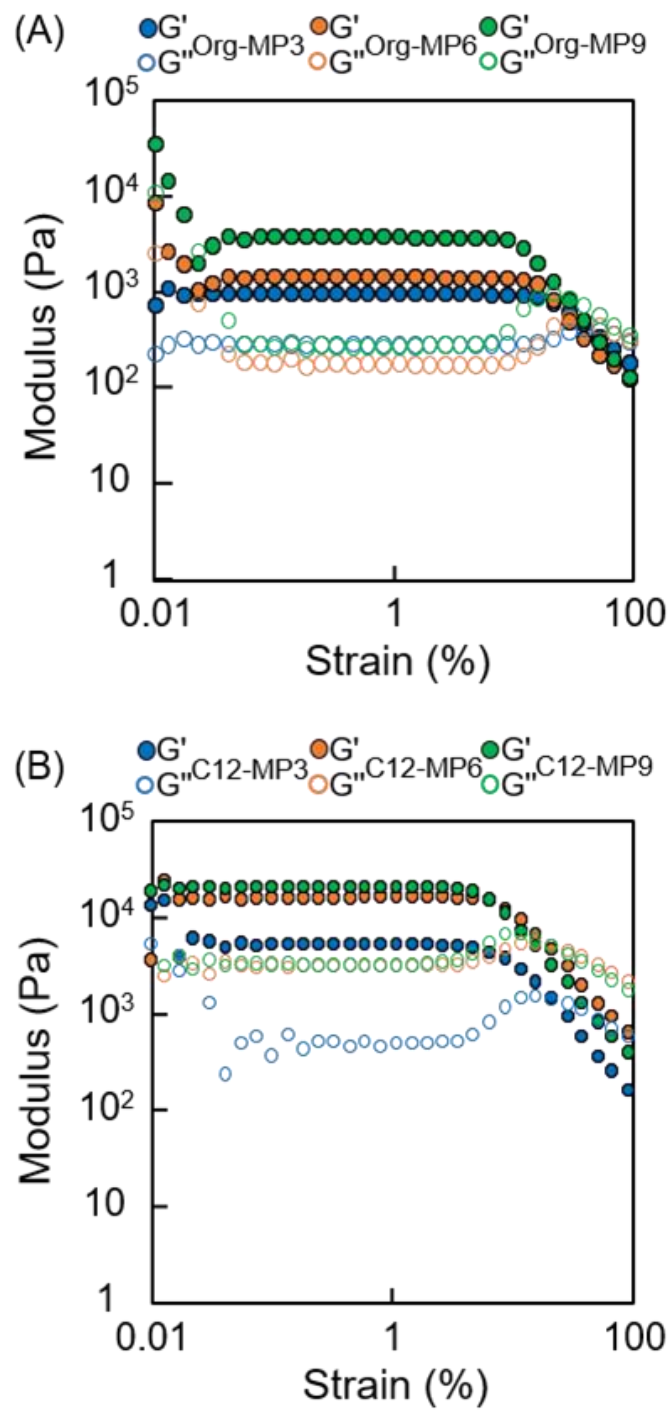 (A) G' G' G'
G'' Org-MP3 G'' Org-MP6 G'' Org-MP9
10⁵
10⁴
10³
10²
10
1
Modulus (Pa)
0.01 1 100
Strain (%)
(B) G' G' G'
G'' C12-MP3 G'' C12-MP6 G'' C12-MP9
10⁵
10⁴
10³
10²
10
1
Modulus (Pa)
0.01 1 100
Strain (%)